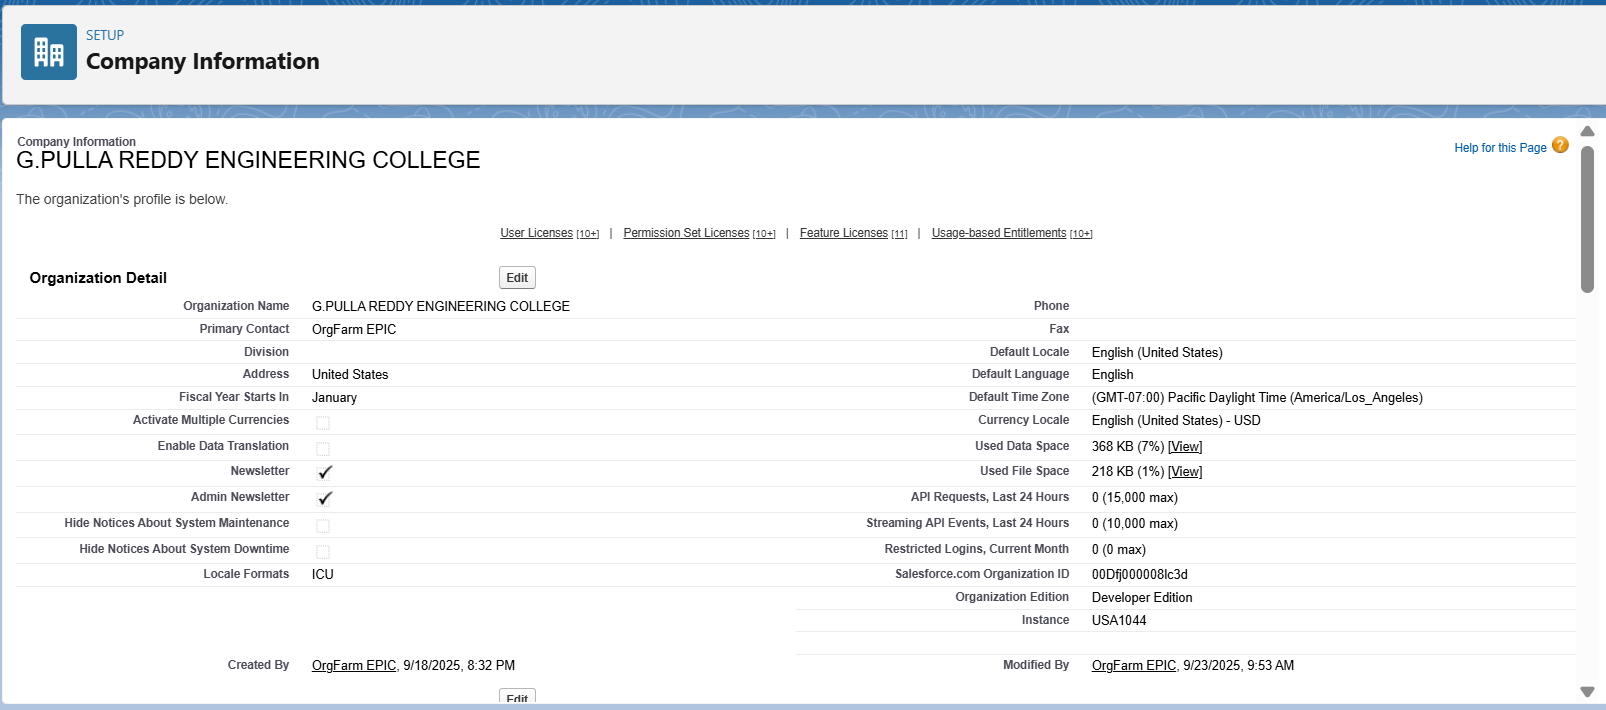 SETUP
Company Information
Company Information
G.PULLA REDDY ENGINEERING COLLEGE
Help for this Page ?
The organization's profile is below.
User Licenses [10+] | Permission Set Licenses [10+] | Feature Licenses [11] | Usage-based Entitlements [10+]
Organization Detail Edit
Organization Name G.PULLA REDDY ENGINEERING COLLEGE Phone
Primary Contact OrgFarm EPIC Fax
Division Default Locale English (United States)
Address United States Default Language English
Fiscal Year Starts In January Default Time Zone (GMT-07:00) Pacific Daylight Time (America/Los_Angeles)
Activate Multiple Currencies Currency Locale English (United States) - USD
Enable Data Translation Used Data Space 368 KB (7%) [View]
Newsletter Used File Space 218 KB (1%) [View]
Admin Newsletter API Requests, Last 24 Hours 0 (15,000 max)
Hide Notices About System Maintenance Streaming API Events, Last 24 Hours 0 (10,000 max)
Hide Notices About System Downtime Restricted Logins, Current Month 0 (0 max)
Locale Formats ICU Salesforce.com Organization ID 00Dfj000008Ic3d
Organization Edition Developer Edition
Instance USA1044
Created By OrgFarm EPIC, 9/18/2025, 8:32 PM Modified By OrgFarm EPIC, 9/23/2025, 9:53 AM
Edit